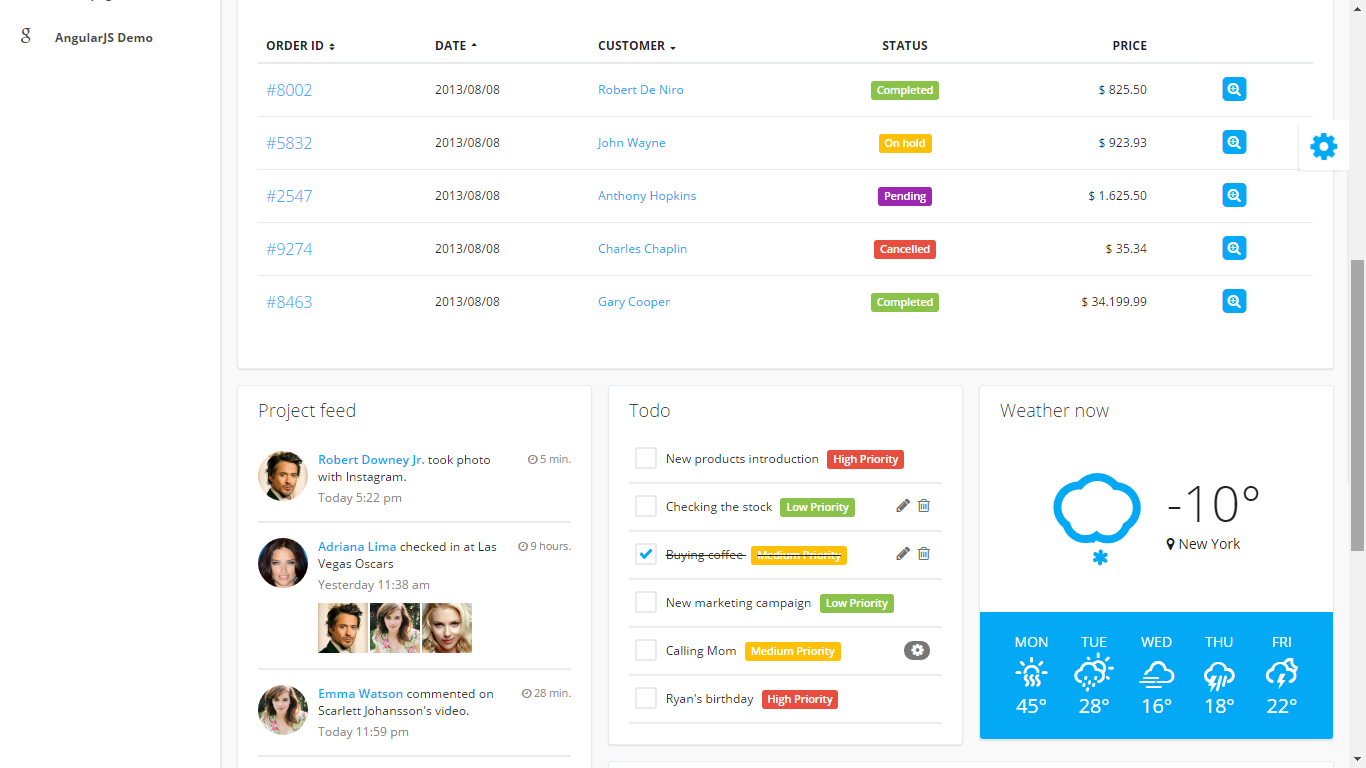 AngularJS Demo
ORDER ID DATE CUSTOMER STATUS PRICE
#8002 2013/08/08 Robert De Niro Completed $ 825.50
#5832 2013/08/08 John Wayne On hold $ 923.93
#2547 2013/08/08 Anthony Hopkins Pending $ 1.625.50
#9274 2013/08/08 Charles Chaplin Cancelled $ 35.34
#8463 2013/08/08 Gary Cooper Completed $ 34.199.99
Project feed
Robert Downey Jr. took photo 5 min.
with Instagram.
Today 5:22 pm
Adriana Lima checked in at Las 9 hours.
Vegas Oscars
Yesterday 11:38 am
Emma Watson commented on 28 min.
Scarlett Johansson's video.
Today 11:59 pm
Todo
New products introduction High Priority
Checking the stock Low Priority
Buying coffee Medium Priority
New marketing campaign Low Priority
Calling Mom Medium Priority
Ryan's birthday High Priority
Weather now
-10°
New York
MON TUE WED THU FRI
45° 28° 16° 18° 22°